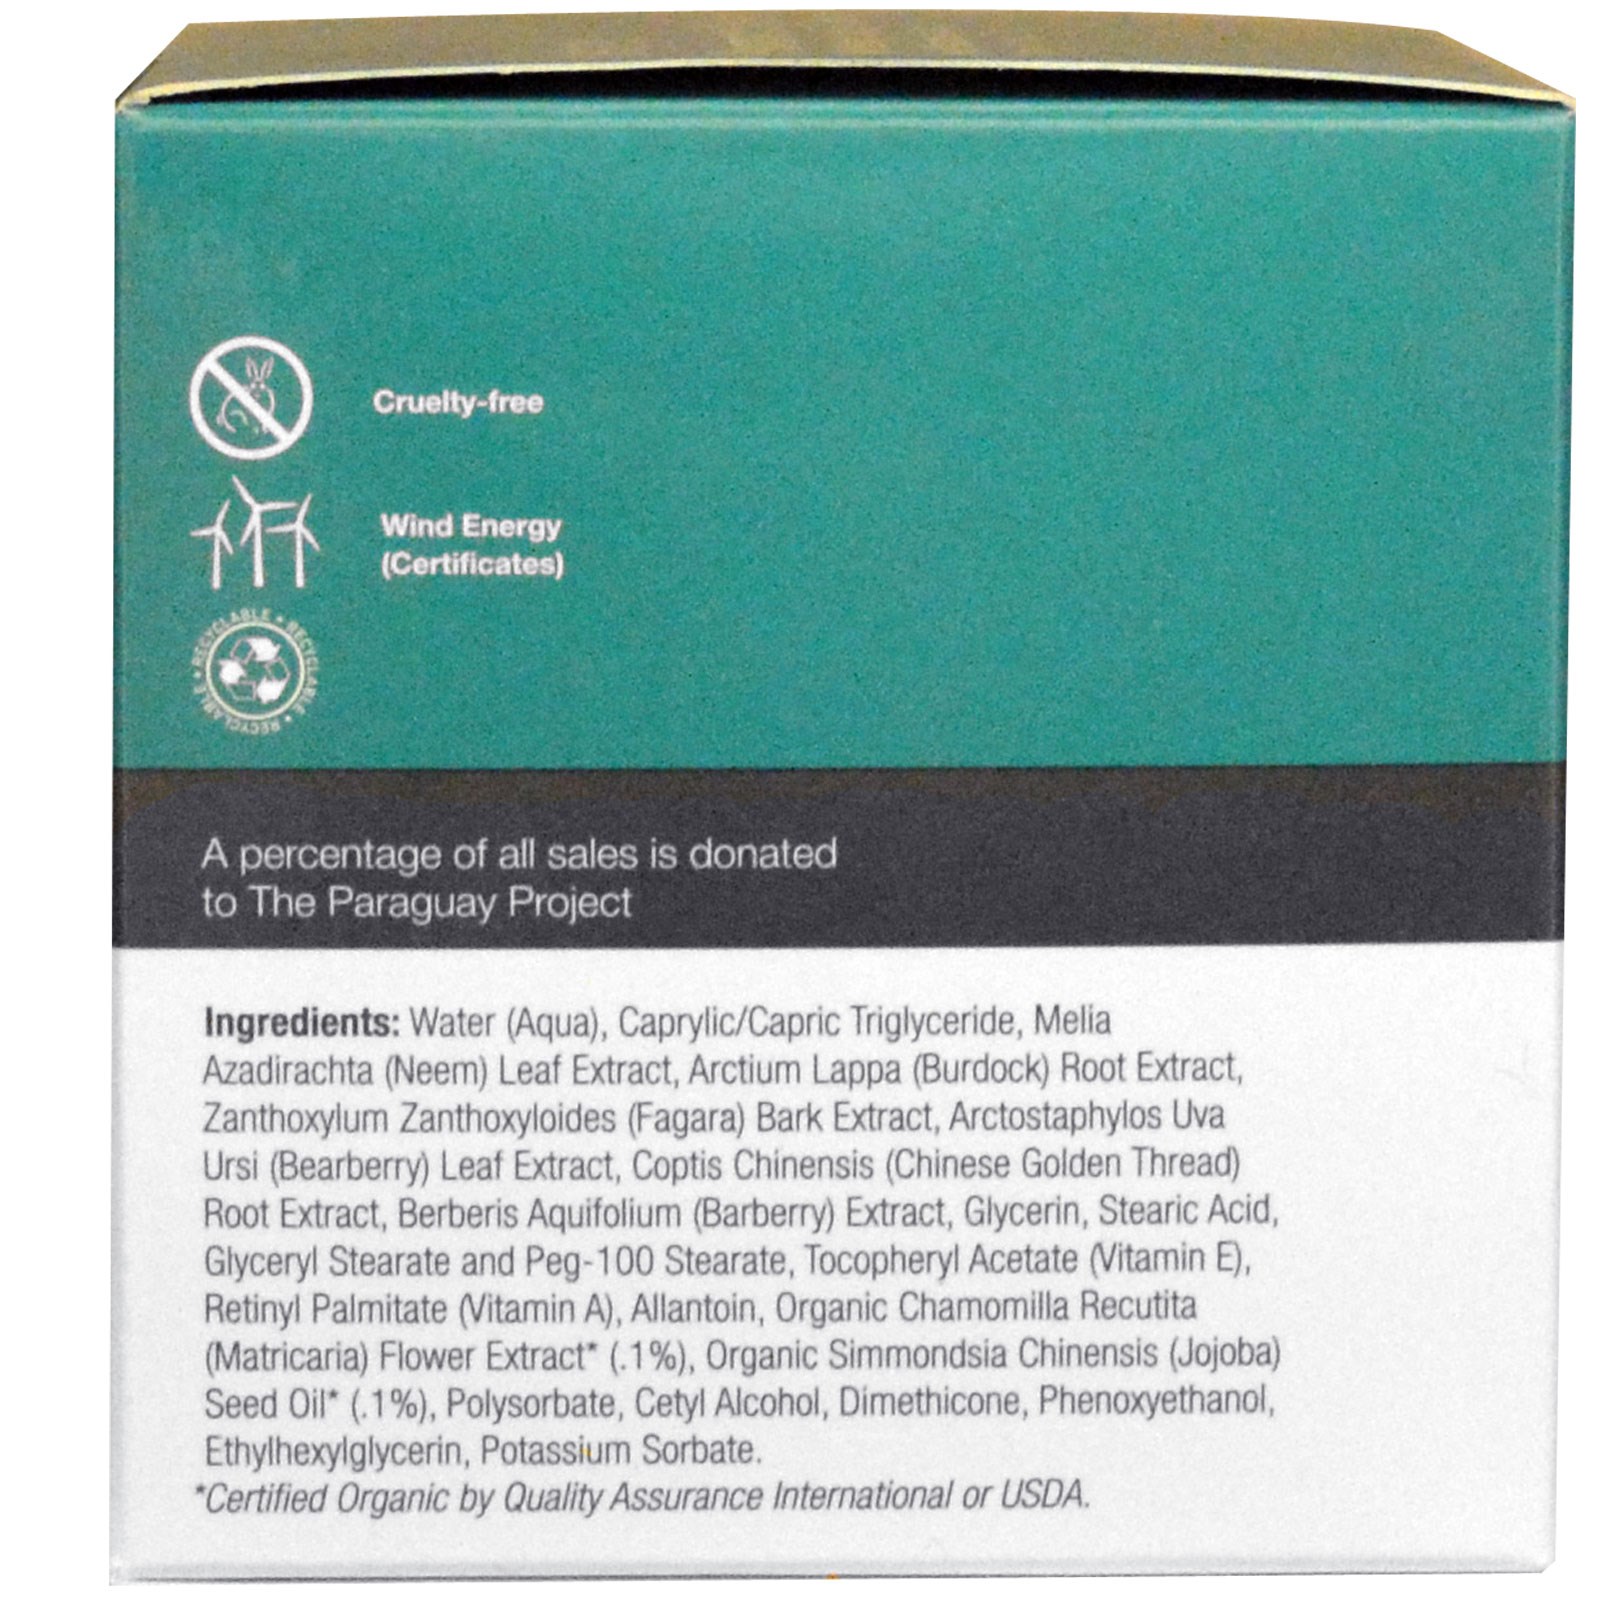 Cruelty-free
Wind Energy
(Certificates)
RECYCLABLE • RECYCLABLE • RECYCLABLE •
A percentage of all sales is donated
to The Paraguay Project
Ingredients: Water (Aqua), Caprylic/Capric Triglyceride, Melia
Azadirachta (Neem) Leaf Extract, Arctium Lappa (Burdock) Root Extract,
Zanthoxylum Zanthoxyloides (Fagara) Bark Extract, Arctostaphylos Uva
Ursi (Bearberry) Leaf Extract, Coptis Chinensis (Chinese Golden Thread)
Root Extract, Berberis Aquifolium (Barberry) Extract, Glycerin, Stearic Acid,
Glyceryl Stearate and Peg-100 Stearate, Tocopheryl Acetate (Vitamin E),
Retinyl Palmitate (Vitamin A), Allantoin, Organic Chamomilla Recutita
(Matricaria) Flower Extract* (.1%), Organic Simmondsia Chinensis (Jojoba)
Seed Oil* (.1%), Polysorbate, Cetyl Alcohol, Dimethicone, Phenoxyethanol,
Ethylhexylglycerin, Potassium Sorbate.
*Certified Organic by Quality Assurance International or USDA.